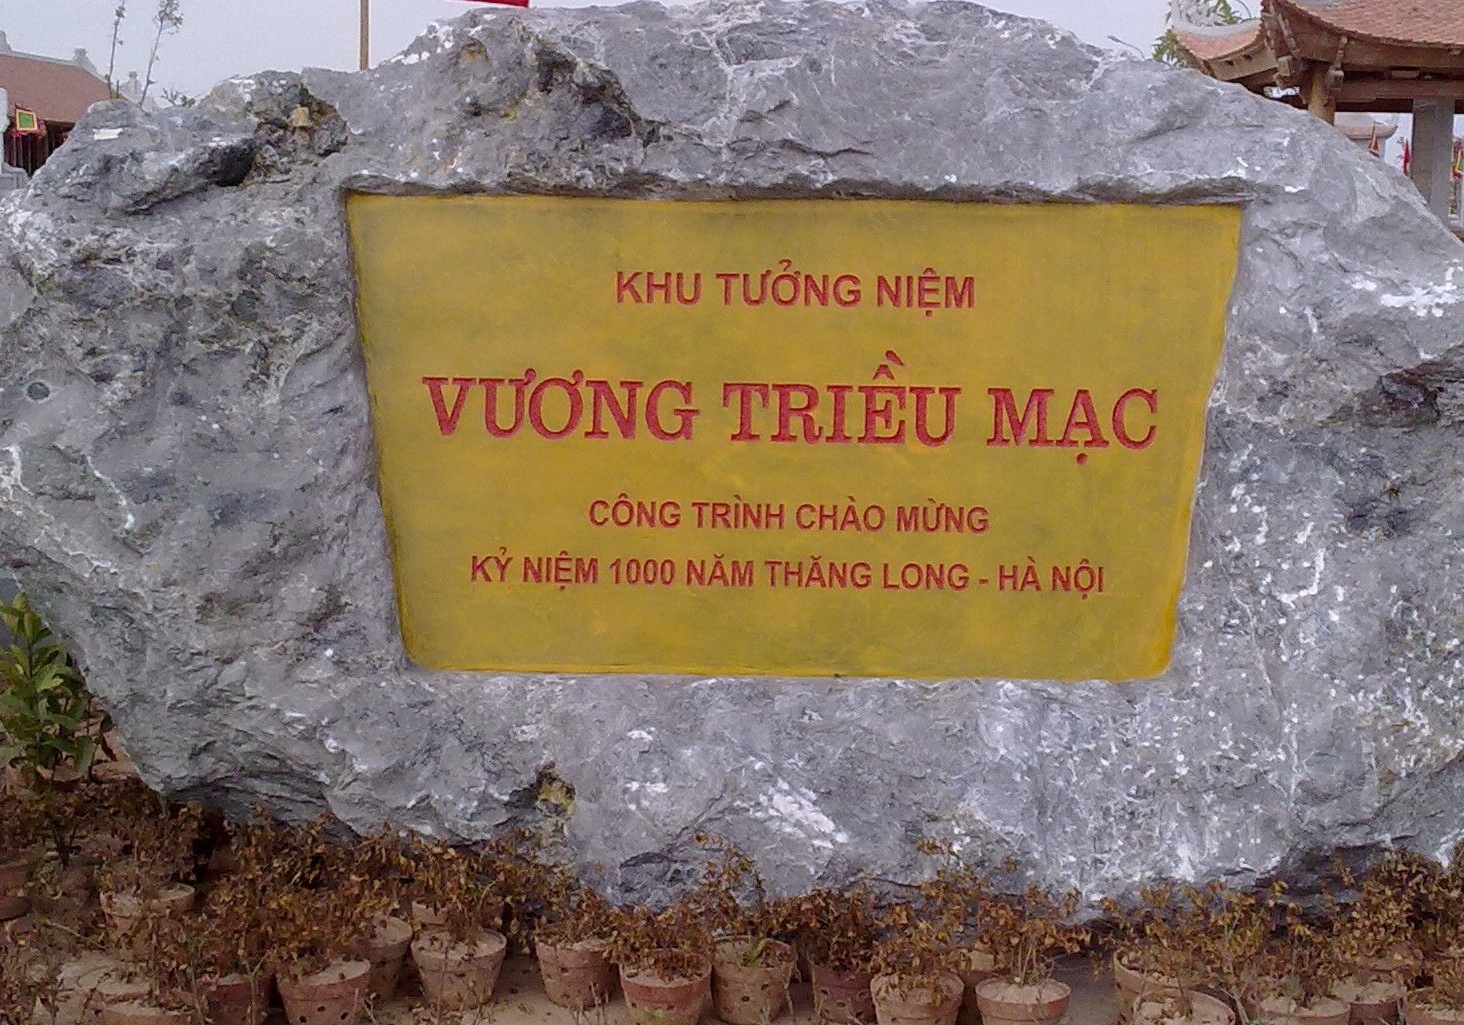 KHU TƯỞNG NIỆM
VƯƠNG TRIỀU MẠC
CÔNG TRÌNH CHÀO MỪNG
KỶ NIỆM 1000 NĂM THĂNG LONG - HÀ NỘI